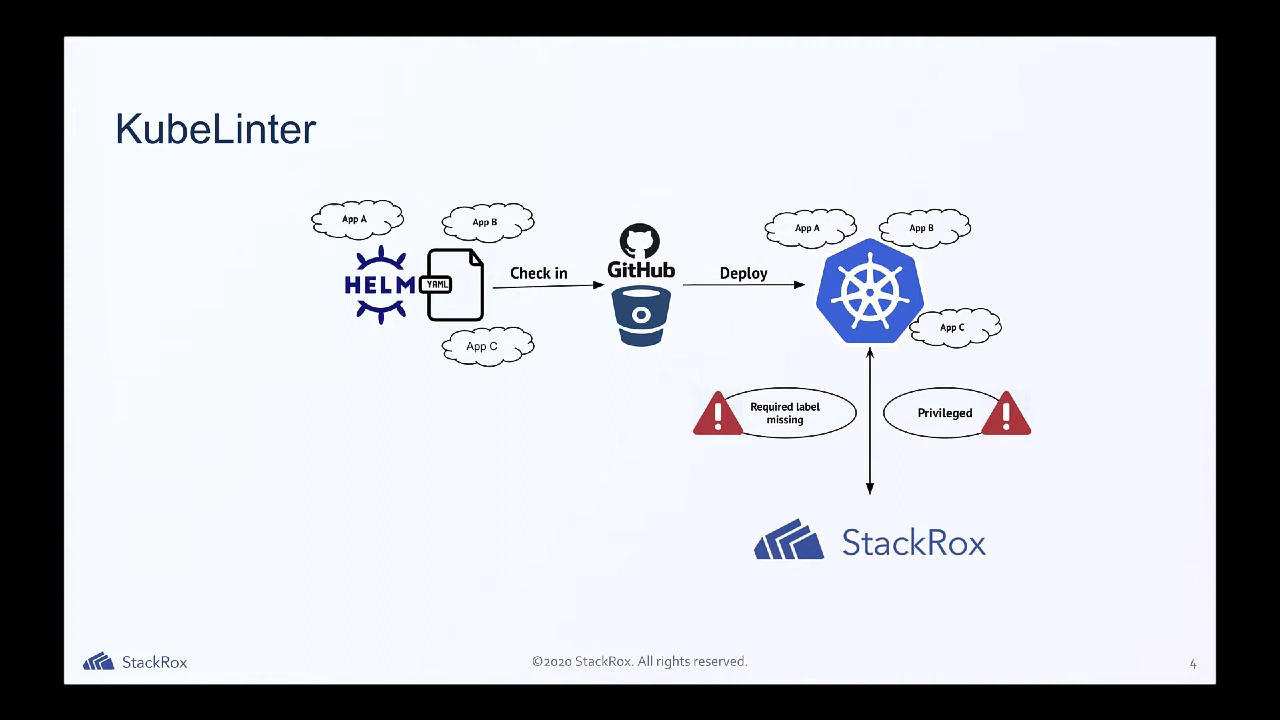 KubeLinter
App A
App B
App A
App B
HELM
YAML
Check in
GitHub
Deploy
App C
App C
Required label
missing
Privileged
StackRox
StackRox
©2020 StackRox. All rights reserved.
4